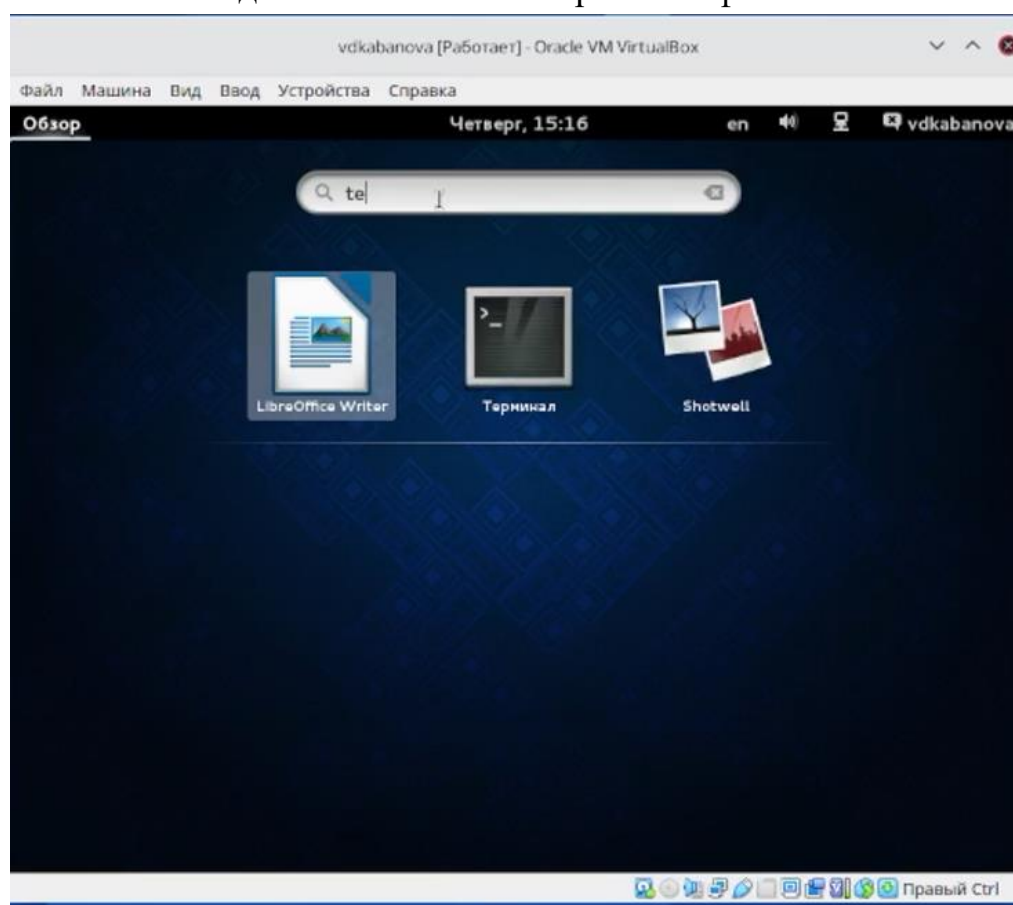 vdkabanova [Работает] - Oracle VM VirtualBox
Файл Машина Вид Ввод Устройства Справка
Обзор Четверг, 15:16 en vdkabanova
te
LibreOffice Writer Терминал Shotwell
Правый Ctrl